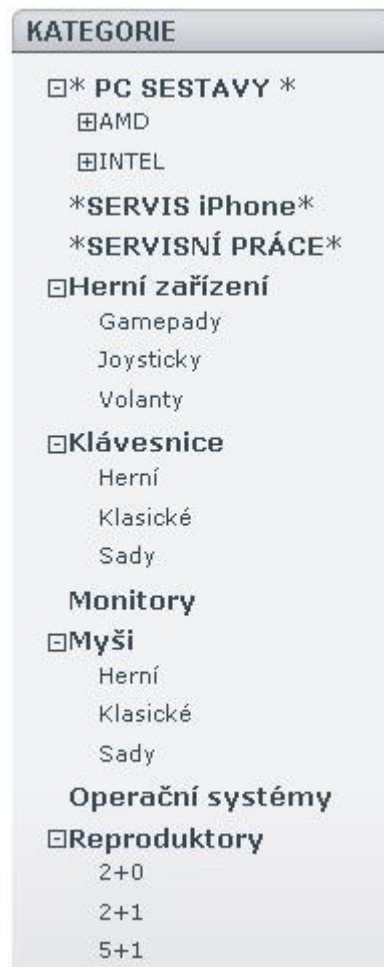 KATEGORIE
* PC SESTAVY *
AMD
INTEL
*SERVIS iPhone*
*SERVISNÍ PRÁCE*
Herní zařízení
Gamepady
Joysticky
Volanty
Klávesnice
Herní
Klasické
Sady
Monitory
Myši
Herní
Klasické
Sady
Operační systémy
Reproduktory
2+0
2+1
5+1